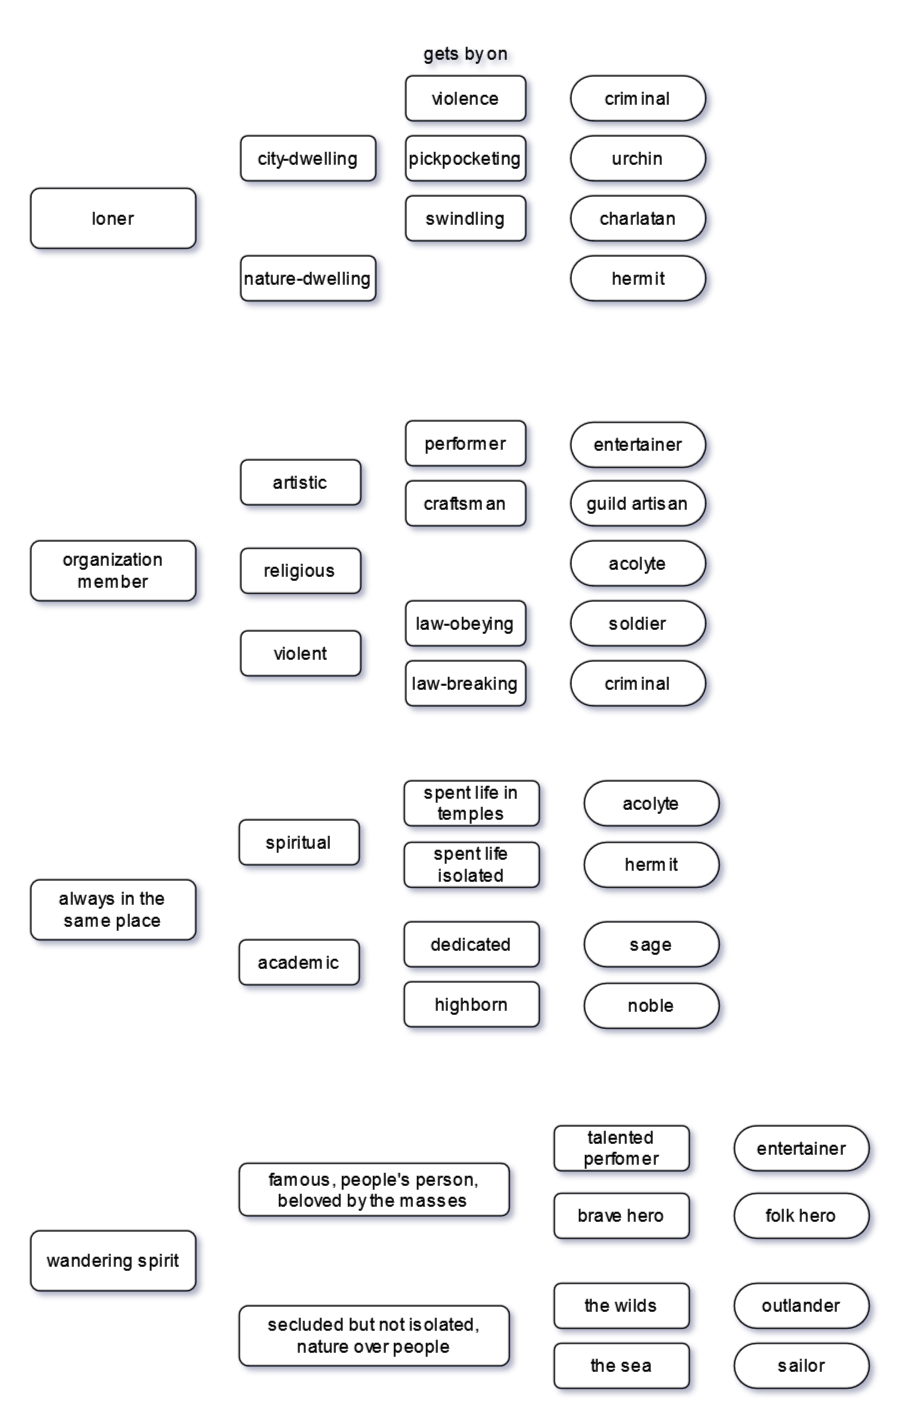 gets by on
violence
criminal
city-dwelling
pickpocketing
urchin
loner
swindling
charlatan
nature-dwelling
hermit
performer
entertainer
artistic
craftsman
guild artisan
organization
member
religious
acolyte
law-obeying
soldier
violent
law-breaking
criminal
spent life in
temples
acolyte
spiritual
spent life
isolated
hermit
always in the
same place
dedicated
sage
academic
highborn
noble
talented
perfomer
entertainer
famous, people's person,
beloved by the masses
brave hero
folk hero
wandering spirit
the wilds
outlander
secluded but not isolated,
nature over people
the sea
sailor